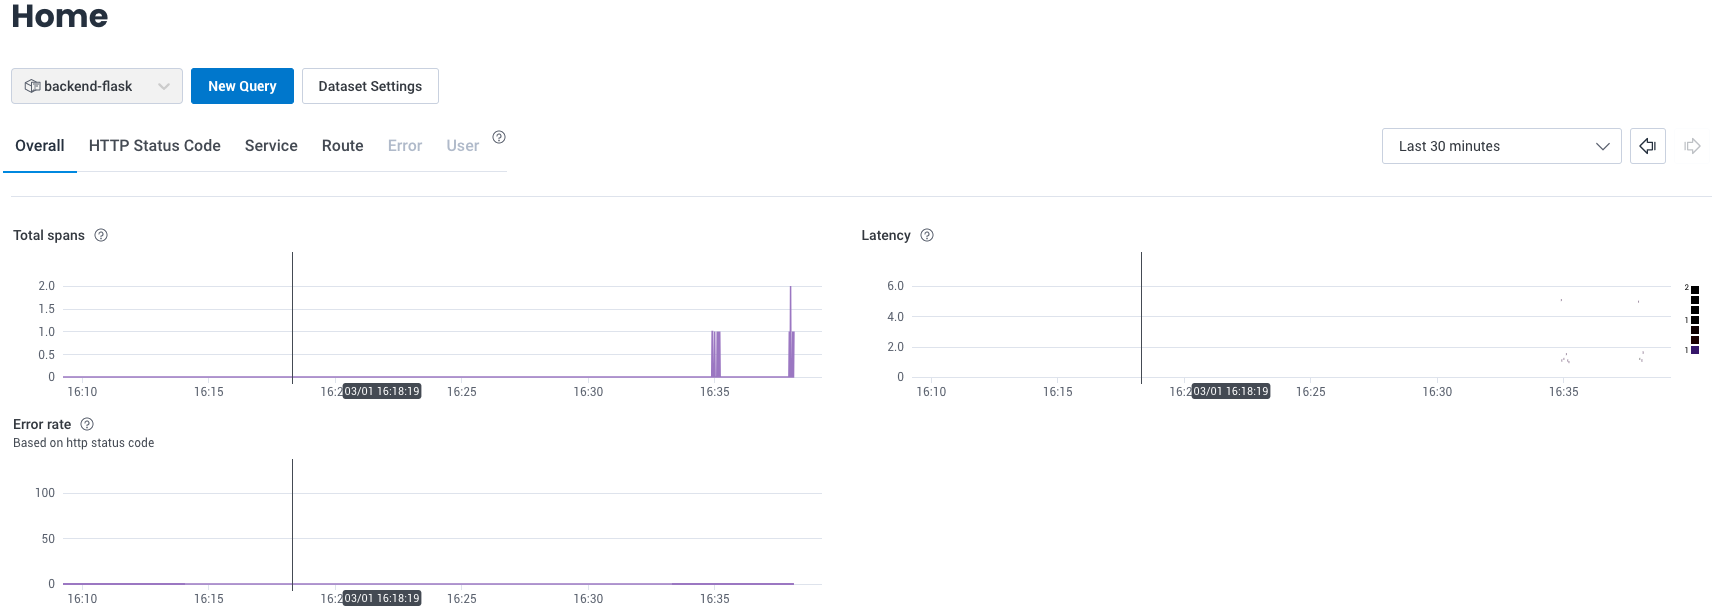 Home
backend-flask New Query Dataset Settings
Overall HTTP Status Code Service Route Error User ?
Last 30 minutes
Total spans ?
2.0
1.5
1.0
0.5
0
16:10 16:15 16:2 03/01 16:18:19 16:25 16:30 16:35
Latency ?
6.0
4.0
2.0
0
2
1
1
16:10 16:15 16:2 03/01 16:18:19 16:25 16:30 16:35
Error rate ?
Based on http status code
100
50
0
16:10 16:15 16:2 03/01 16:18:19 16:25 16:30 16:35